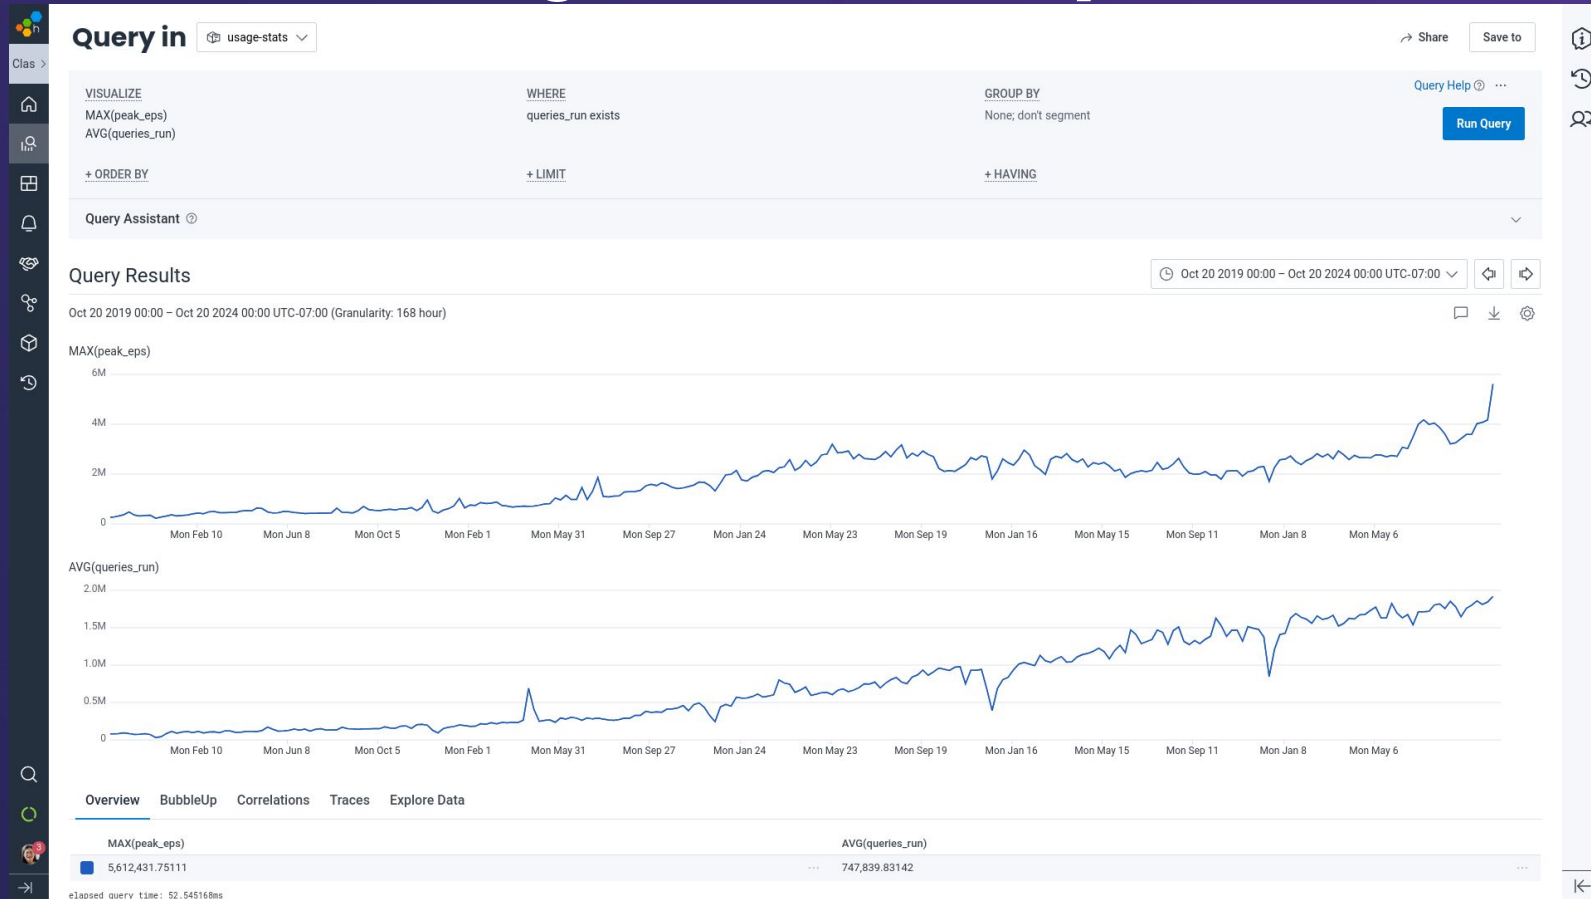 h
Query in
usage-stats
Share
Save to
Clas >
VISUALIZE
MAX(peak_eps)
AVG(queries_run)
WHERE
queries_run exists
GROUP BY
None; don't segment
Query Help
Run Query
+ ORDER BY
+ LIMIT
+ HAVING
Query Assistant
Query Results
Oct 20 2019 00:00 – Oct 20 2024 00:00 UTC-07:00
Oct 20 2019 00:00 – Oct 20 2024 00:00 UTC-07:00 (Granularity: 168 hour)
MAX(peak_eps)
6M
4M
2M
0
Mon Feb 10 Mon Jun 8 Mon Oct 5 Mon Feb 1 Mon May 31 Mon Sep 27 Mon Jan 24 Mon May 23 Mon Sep 19 Mon Jan 16 Mon May 15 Mon Sep 11 Mon Jan 8 Mon May 6
AVG(queries_run)
2.0M
1.5M
1.0M
0.5M
0
Mon Feb 10 Mon Jun 8 Mon Oct 5 Mon Feb 1 Mon May 31 Mon Sep 27 Mon Jan 24 Mon May 23 Mon Sep 19 Mon Jan 16 Mon May 15 Mon Sep 11 Mon Jan 8 Mon May 6
Overview BubbleUp Correlations Traces Explore Data
MAX(peak_eps) AVG(queries_run)
5,612,431.75111 747,839.83142
3
elapsed query time: 52.545168ms